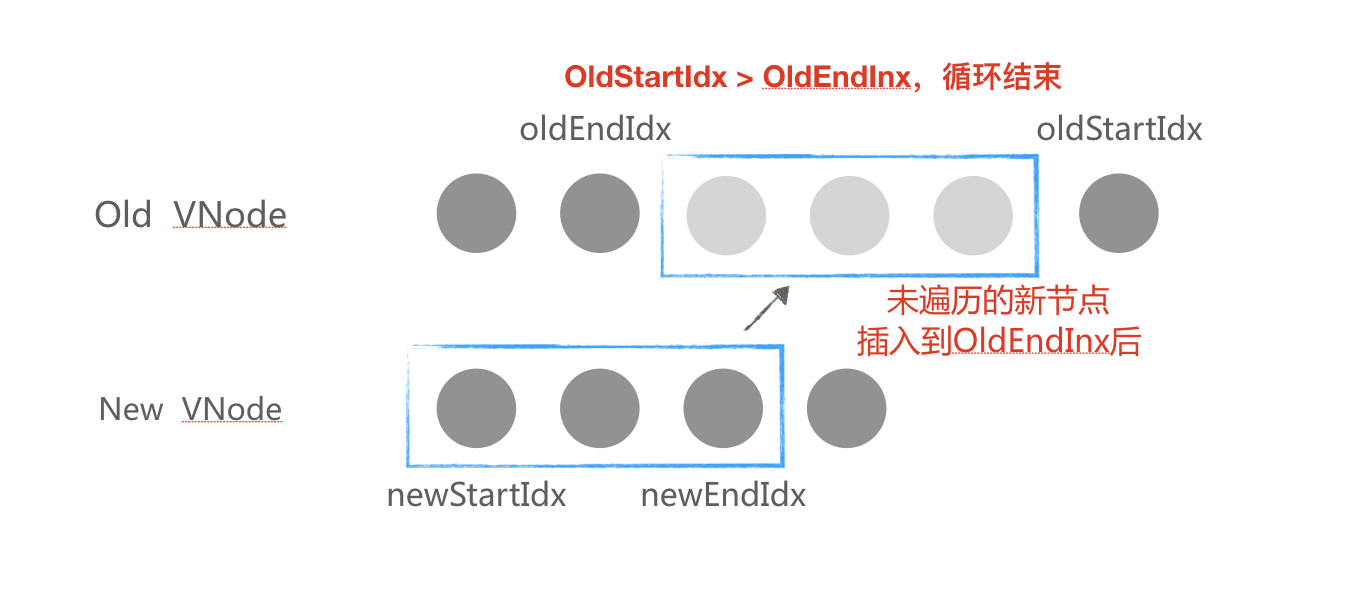 OldStartIdx > OldEndInx，循环结束
oldEndIdx
oldStartIdx
Old VNode
未遍历的新节点
插入到OldEndInx后
New VNode
newStartIdx
newEndIdx